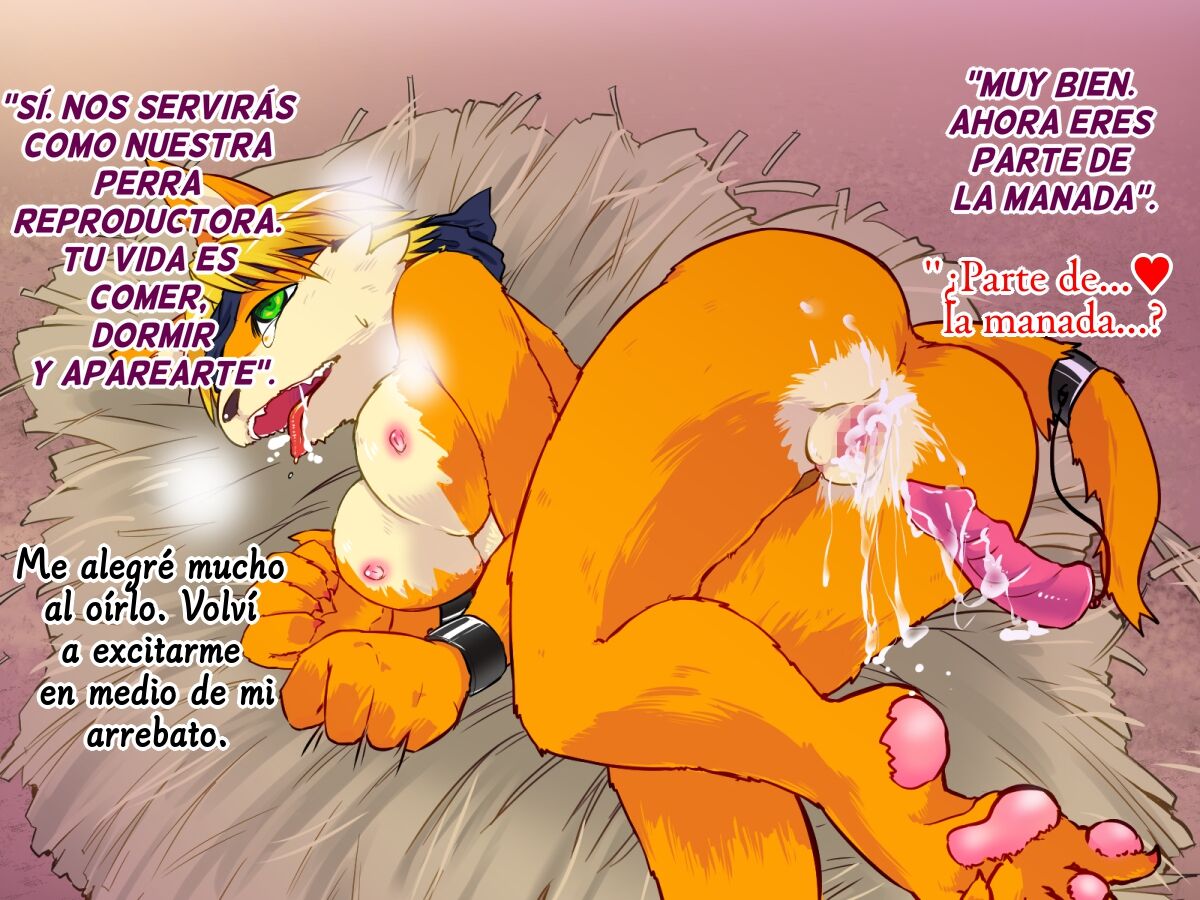 "MUY BIEN.
AHORA ERES
PARTE DE
LA MANADA".
"¿Parte de...♥
la manada...?
"SÍ. NOS SERVIRÁS
COMO NUESTRA
PERRA
REPRODUCTORA.
TU VIDA ES
COMER,
DORMIR
Y APAREARTE".
Me alegré mucho
al oírlo. Volví
a excitarme
en medio de mi
arrebato.